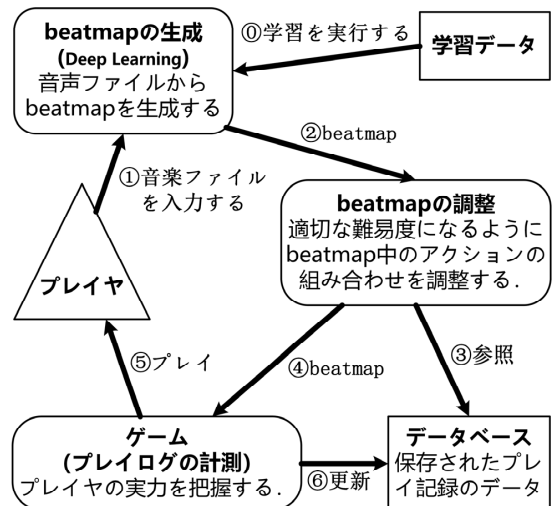 beatmapの生成
(Deep Learning)
音声ファイルから
beatmapを生成する
⓪学習を実行する
学習データ
②beatmap
①音楽ファイル
を入力する
beatmapの調整
適切な難易度になるように
beatmap中のアクションの
組み合わせを調整する.
プレイヤ
⑤プレイ
④beatmap
③参照
ゲーム
(プレイログの計測)
プレイヤの実力を把握する.
⑥更新
データベース
保存されたプレ
イ記録のデータ